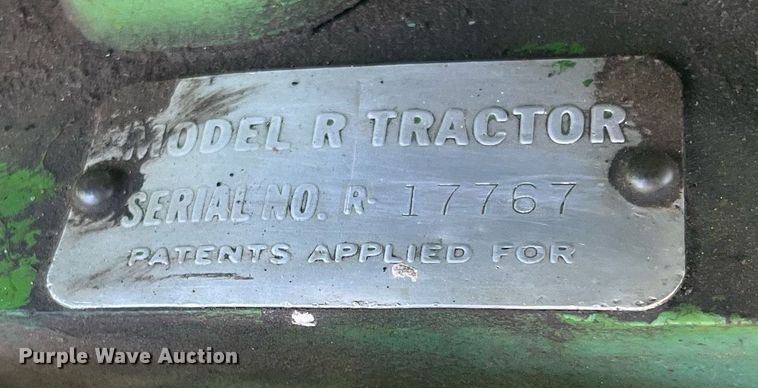 MODEL R TRACTOR
SERIAL NO. R- 17767
PATENTS APPLIED FOR
Purple Wave Auction